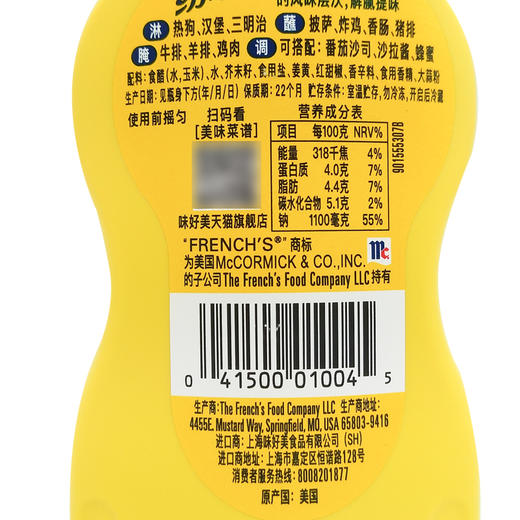 的风味层次,解腻提味
淋 热狗、汉堡、三明治 蘸 披萨、炸鸡、香肠、猪排
腌 牛排、羊排、鸡肉 调 可搭配:番茄沙司、沙拉酱、蜂蜜
配料:食醋(水,玉米)、水、芥末籽、食用盐、姜黄、红甜椒、香辛料、食用香精、大蒜粉
生产日期:见瓶身下方(年/月/日) 保质期:22个月 贮存条件:室温贮存,勿冷冻,开启后冷藏
使用前摇匀 扫码看
[美味菜谱]
味好美天猫旗舰店
营养成分表
项目 每100克 NRV%
能量 318千焦 4%
蛋白质 4.0克 7%
脂肪 4.4克 7%
碳水化合物 5.1克 2%
钠 1100毫克 55%
901555307B
"FRENCH'S®"商标
为美国McCORMICK & CO., INC.
的子公司The French's Food Company LLC持有
Mc
0 41500 01004 5
生产商:The French's Food Company LLC 生产商地址:
4455E. Mustard Way, Springfield, MO, USA 65803-9416
进口商:上海味好美食品有限公司 (SH)
进口商地址:上海市嘉定区恒谐路128号
消费者服务热线:8008201877
原产国:美国